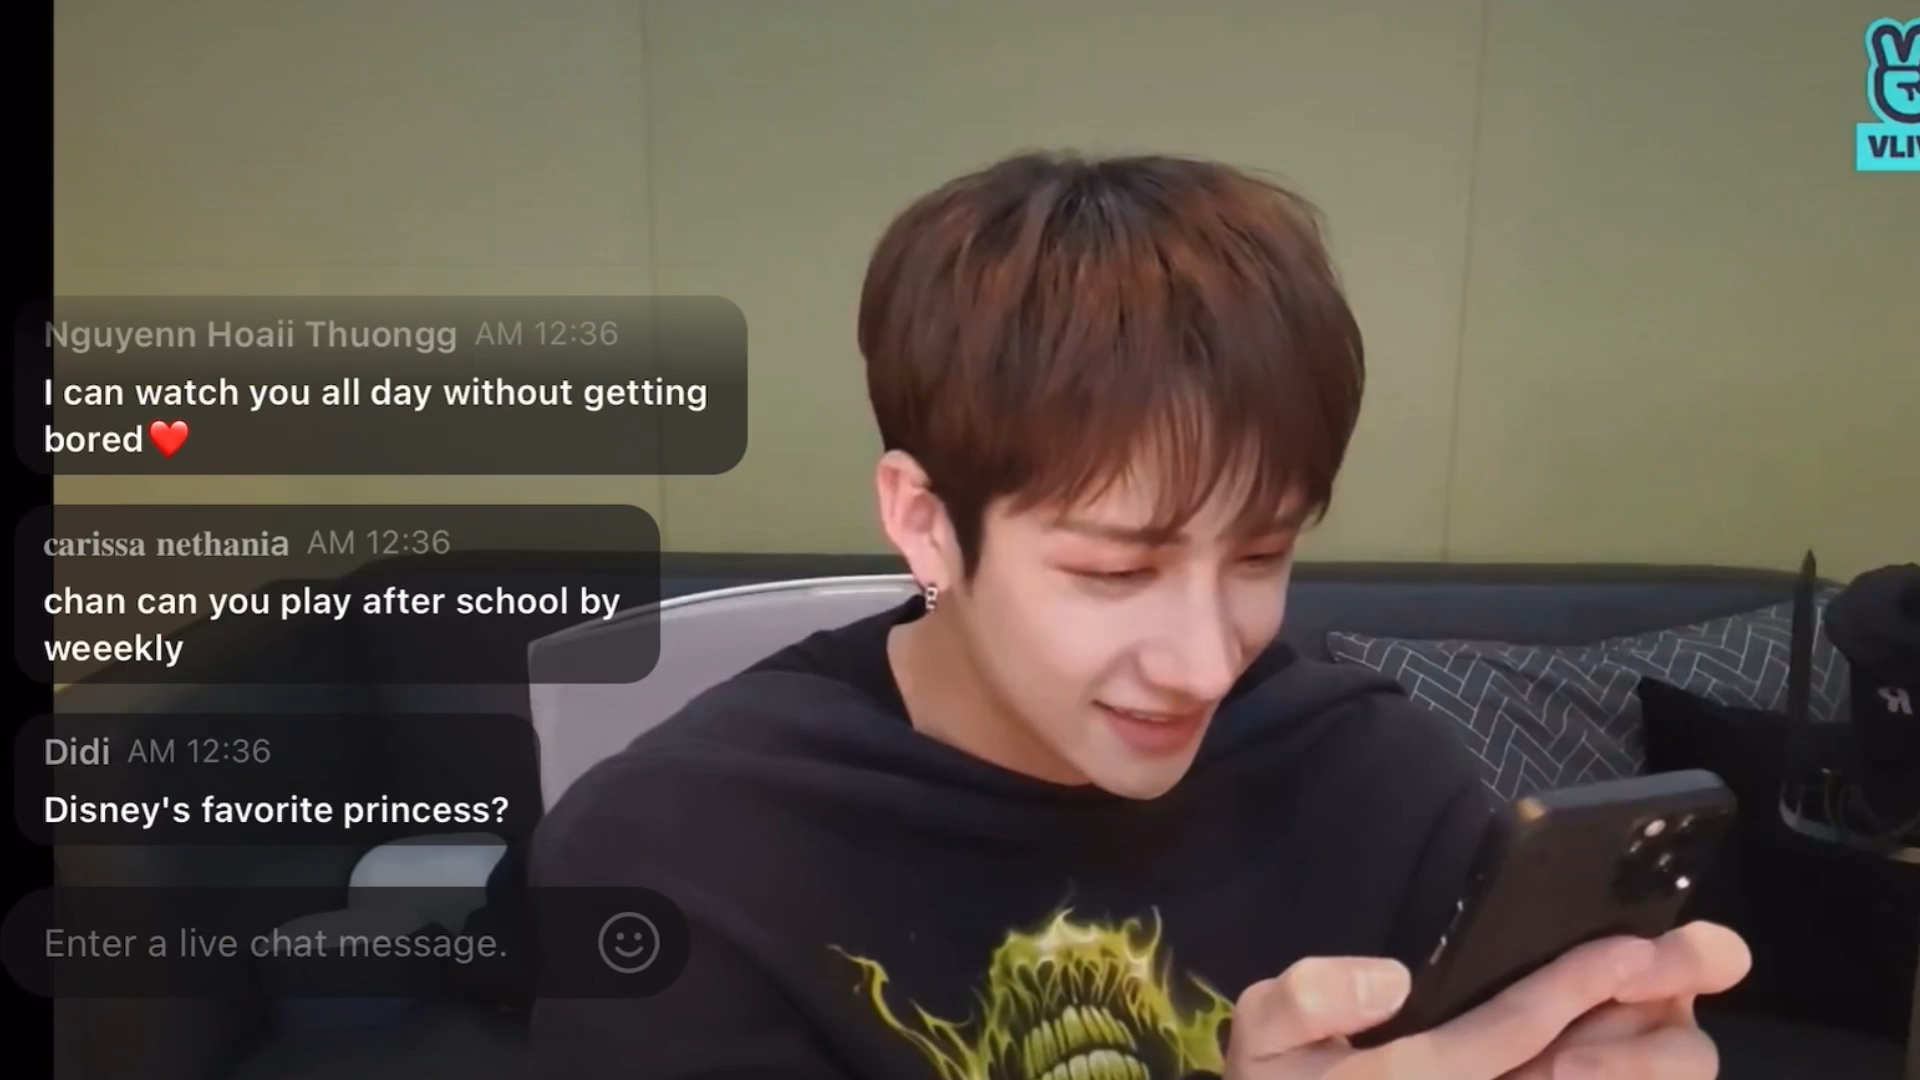 VLIV
Nguyenn Hoaii Thuongg AM 12:36
I can watch you all day without getting
bored❤️
carissa nethania AM 12:36
chan can you play after school by
weeekly
Didi AM 12:36
Disney's favorite princess?
Enter a live chat message.